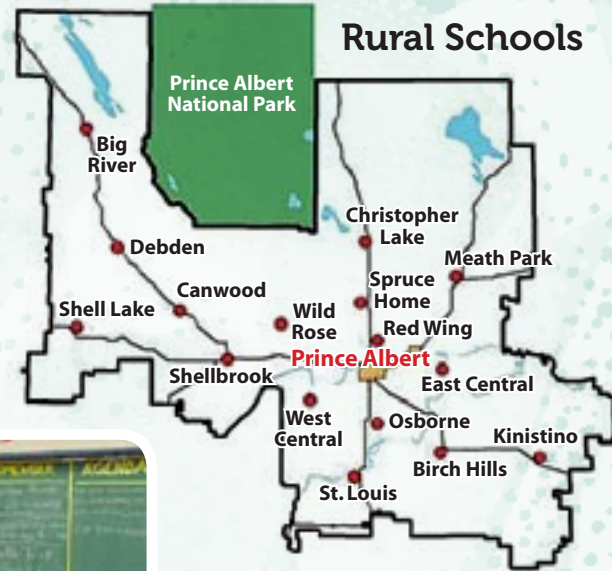 Rural Schools
Prince Albert
National Park
Big
River
Christopher
Lake
Debden
Meath Park
Canwood
Spruce
Home
Shell Lake
Wild
Rose
Red Wing
Prince Albert
Shellbrook
East Central
West
Central
Osborne
Kinistino
Birch Hills
St. Louis
AGENDA